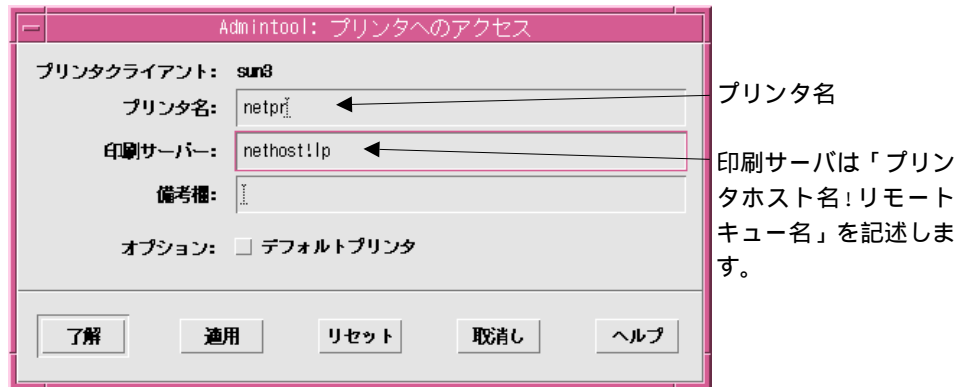 Admintool: プリンタへのアクセス
プリンタクライアント: sun3
プリンタ名: netpr
印刷サーバー: nethost!lp
備考欄:
オプション: デフォルトプリンタ
了解 適用 リセット 取消し ヘルプ
プリンタ名
印刷サーバは「プリン
タホスト名!リモート
キュー名」を記述しま
す。